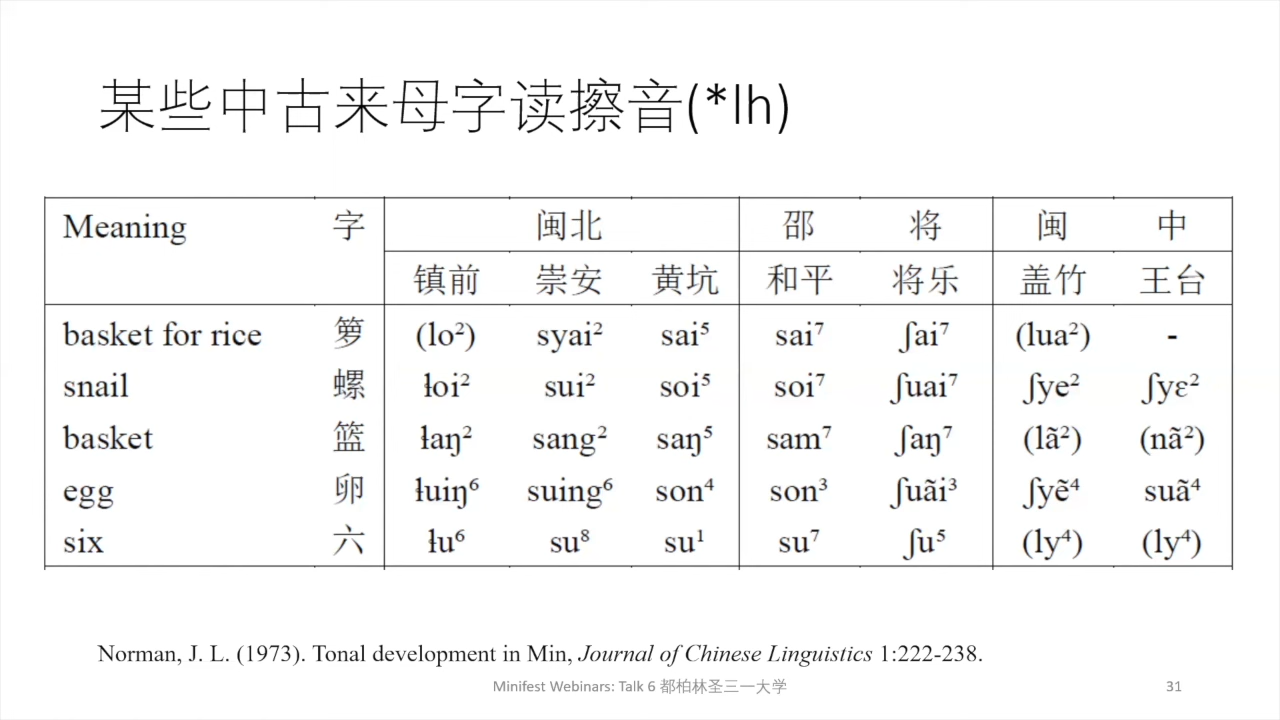 某些中古来母字读擦音(*lh)
Meaning 字 闽北 邵 将 闽 中
镇前 崇安 黄坑 和平 将乐 盖竹 王台
basket for rice 箩 (lo²) syai² sai⁵ sai⁷ ʃai⁷ (lua²) -
snail 螺 ɬoi² sui² soi⁵ soi⁷ ʃuai⁷ ʃye² ʃyɛ²
basket 篮 ɬaŋ² sang² saŋ⁵ sam⁷ ʃaŋ⁷ (lã²) (nã²)
egg 卵 ɬuiŋ⁶ suing⁶ son⁴ son³ ʃuãi³ ʃyẽ⁴ suã⁴
six 六 ɬu⁶ su⁸ su¹ su⁷ ʃu⁵ (ly⁴) (ly⁴)
Norman, J. L. (1973). Tonal development in Min, Journal of Chinese Linguistics 1:222-238.
Minifest Webinars: Talk 6 都柏林圣三一大学 31